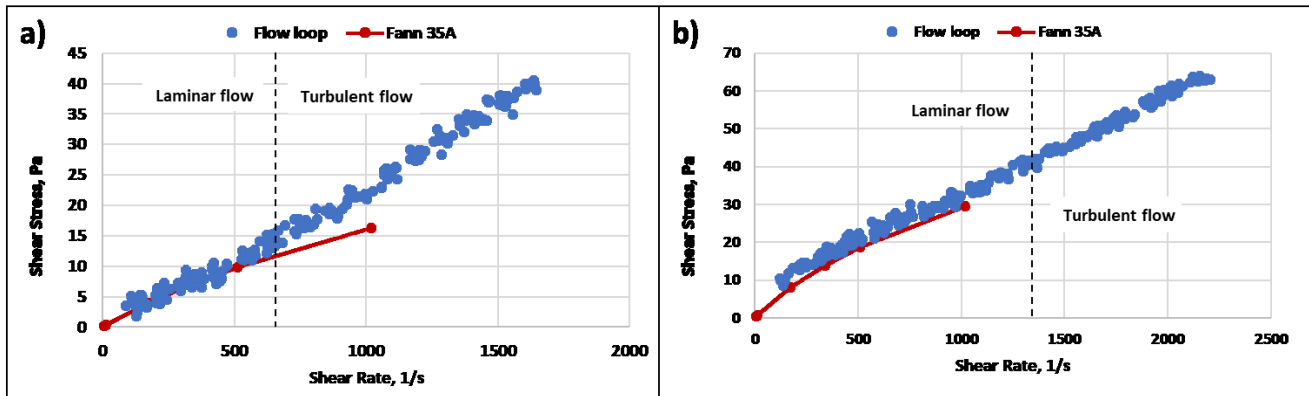 a)
Flow loop Fann 35A
45
40
35
30
25
20
15
10
5
0
Shear Stress, Pa
Laminar flow Turbulent flow
0 500 1000 1500 2000
Shear Rate, 1/s
b)
Flow loop Fann 35A
70
60
50
40
30
20
10
0
Shear Stress, Pa
Laminar flow
Turbulent flow
0 500 1000 1500 2000 2500
Shear Rate, 1/s